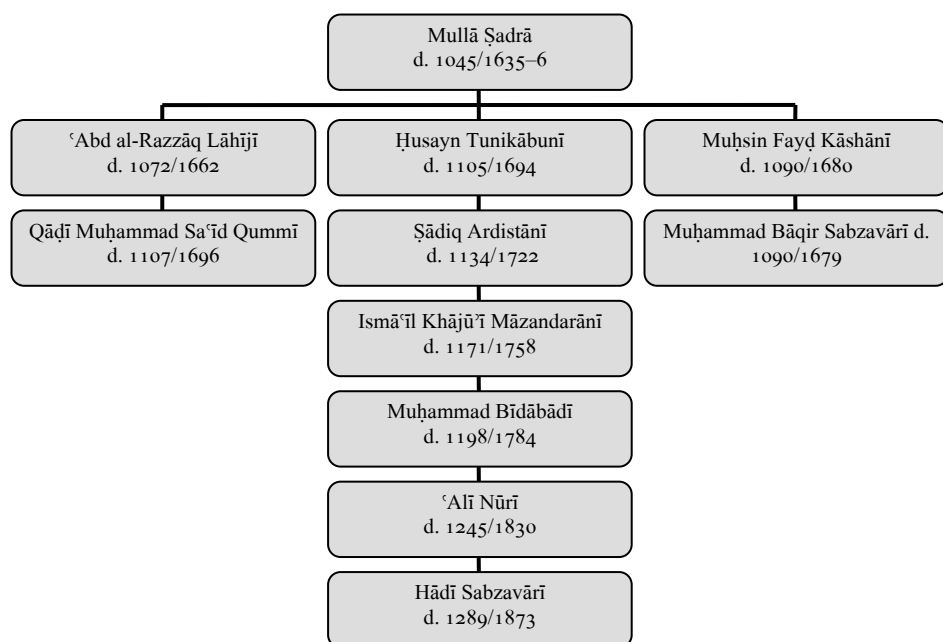 Mullā Ṣadrā
d. 1045/1635–6
ʿAbd al-Razzāq Lāhījī
d. 1072/1662
Ḥusayn Tunikābunī
d. 1105/1694
Muḥsin Fayḍ Kāshānī
d. 1090/1680
Qāḍī Muḥammad Saʿīd Qummī
d. 1107/1696
Ṣādiq Ardistānī
d. 1134/1722
Muḥammad Bāqir Sabzavārī d.
1090/1679
Ismāʿīl Khājūʾī Māzandarānī
d. 1171/1758
Muḥammad Bīdābādī
d. 1198/1784
ʿAlī Nūrī
d. 1245/1830
Hādī Sabzavārī
d. 1289/1873